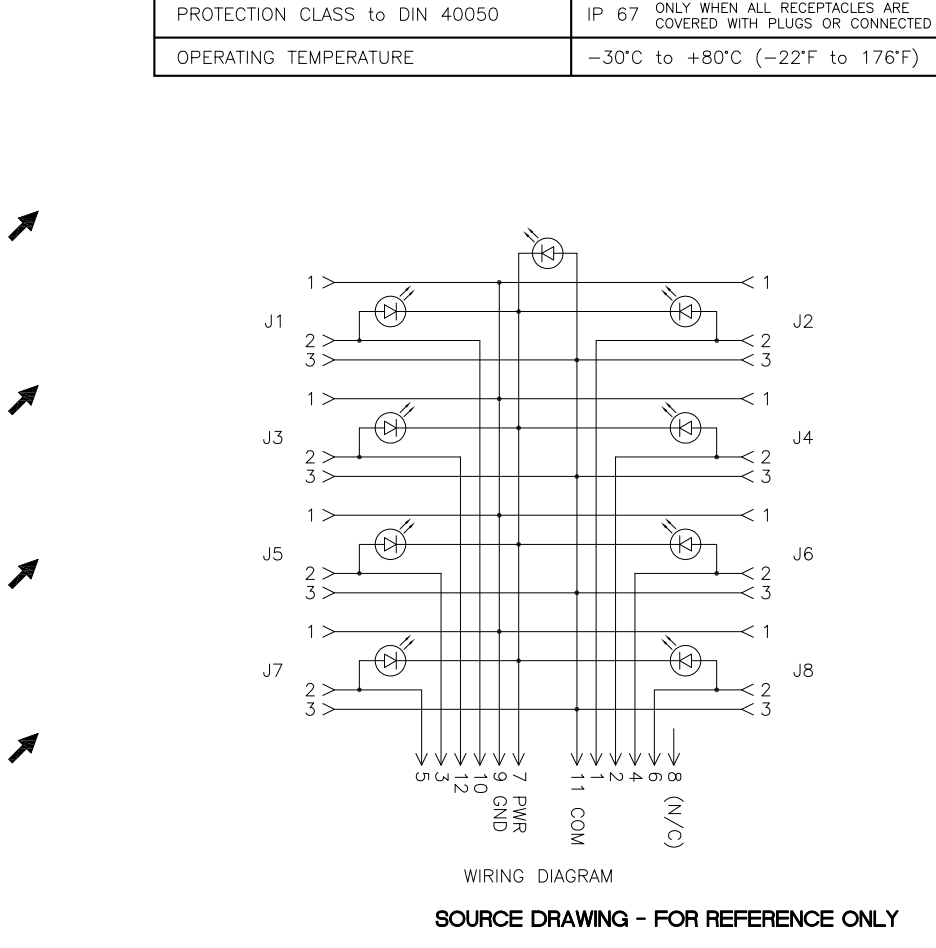 PROTECTION CLASS to DIN 40050
IP 67 ONLY WHEN ALL RECEPTACLES ARE
COVERED WITH PLUGS OR CONNECTED
OPERATING TEMPERATURE
−30°C to +80°C (−22°F to 176°F)
1 1
J1 J2
2 2
3 3
1 1
J3 J4
2 2
3 3
1 1
J5 J6
2 2
3 3
1 1
J7 J8
2 2
3 3
5
3
12
10
9 GND
7 PWR
11 COM
1
2
4
6
8 (N/C)
WIRING DIAGRAM
SOURCE DRAWING - FOR REFERENCE ONLY